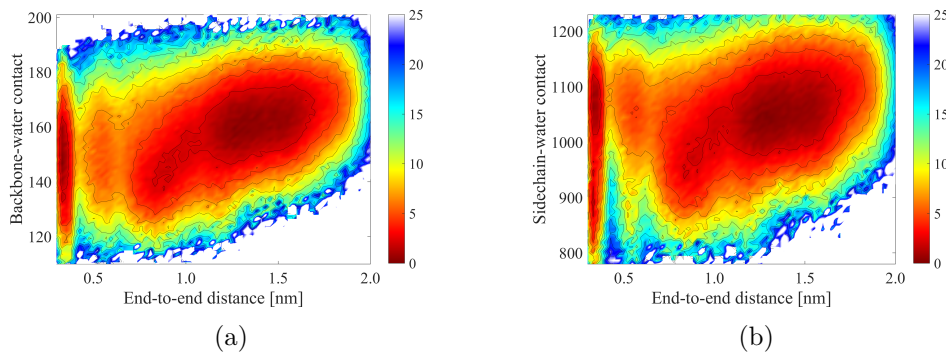 200
180
160
140
120
Backbone-water contact
0.5 1.0 1.5 2.0
End-to-end distance [nm]
25
20
15
10
5
0
(a)
1200
1100
1000
900
800
Sidechain-water contact
0.5 1.0 1.5 2.0
End-to-end distance [nm]
25
20
15
10
5
0
(b)